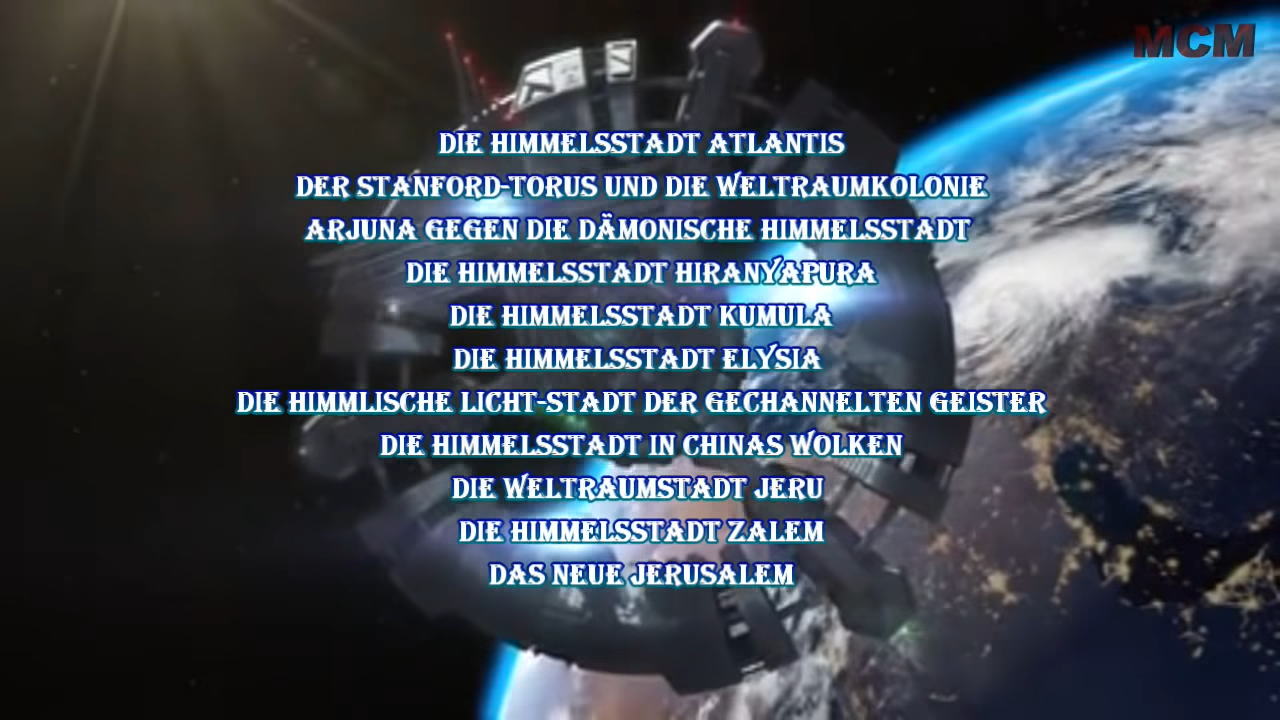 MCM
DIE HIMMELSSTADT ATLANTIS
DER STANFORD-TORUS UND DIE WELTRAUMKOLONIE
ARJUNA GEGEN DIE DÄMONISCHE HIMMELSSTADT
DIE HIMMELSSTADT HIRANYAPURA
DIE HIMMELSSTADT KUMULA
DIE HIMMELSSTADT ELYSIA
DIE HIMMLISCHE LICHT-STADT DER GECHANNELTEN GEISTER
DIE HIMMELSSTADT IN CHINAS WOLKEN
DIE WELTRAUMSTADT JERU
DIE HIMMELSSTADT ZALEM
DAS NEUE JERUSALEM